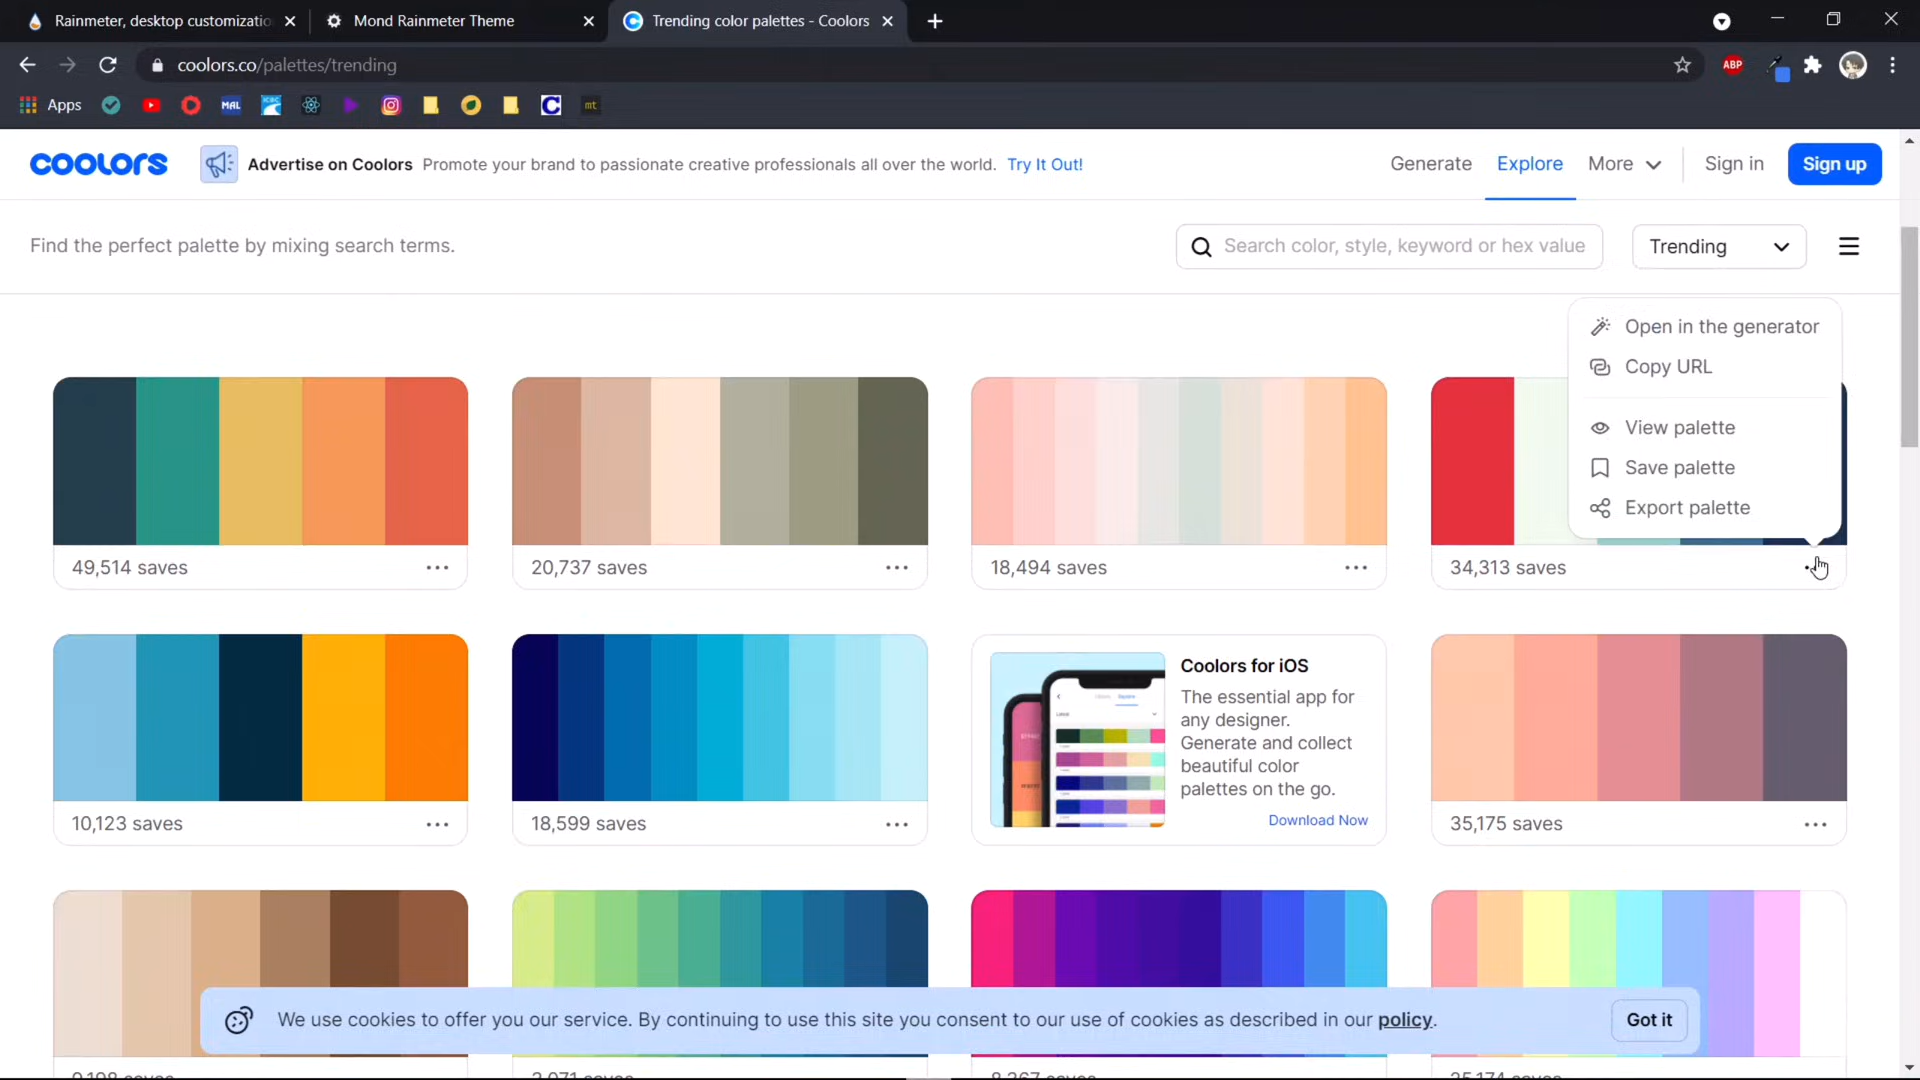 Rainmeter, desktop customizatio
Mond Rainmeter Theme
Trending color palettes - Coolors
coolors.co/palettes/trending
ABP
Apps
MAL
mt
coolors
Advertise on Coolors Promote your brand to passionate creative professionals all over the world. Try It Out!
Generate
Explore
More
Sign in
Sign up
Find the perfect palette by mixing search terms.
Search color, style, keyword or hex value
Trending
Open in the generator
Copy URL
View palette
Save palette
Export palette
49,514 saves
20,737 saves
18,494 saves
34,313 saves
Coolors for iOS
The essential app for
any designer.
Generate and collect
beautiful color
palettes on the go.
Download Now
10,123 saves
18,599 saves
35,175 saves
We use cookies to offer you our service. By continuing to use this site you consent to our use of cookies as described in our policy.
Got it